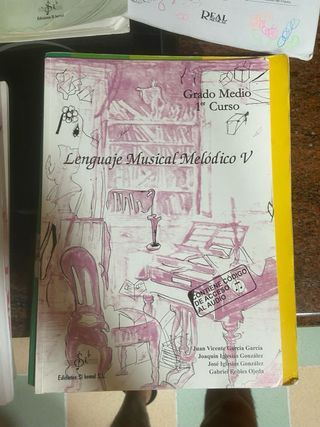 REAL
Grado Medio
1er Curso
Lenguaje Musical Melódico V
CONTIENE CÓDIGO
DE ACCESO
AL AUDIO
Juan Vicente García García
Joaquín Iglesias González
José Iglesias González
Gabriel Robles Ojeda
Ediciones Si bemol S.L.